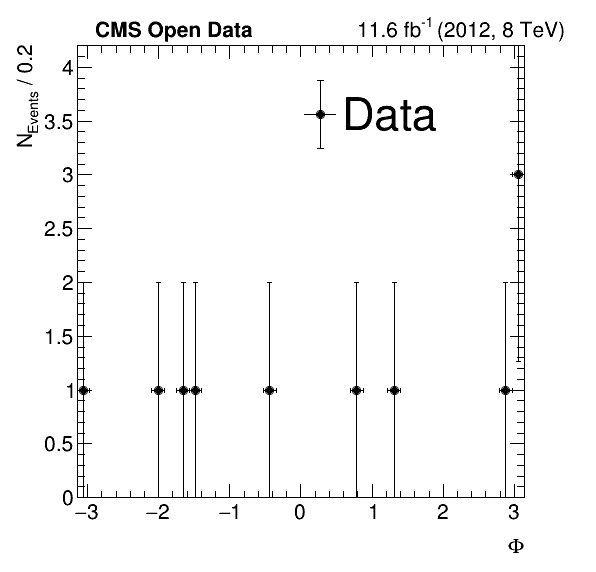 CMS Open Data 11.6 fb-1 (2012, 8 TeV)
NEvents / 0.2
Data
4
3.5
3
2.5
2
1.5
1
0.5
0
−3 −2 −1 0 1 2 3
Φ